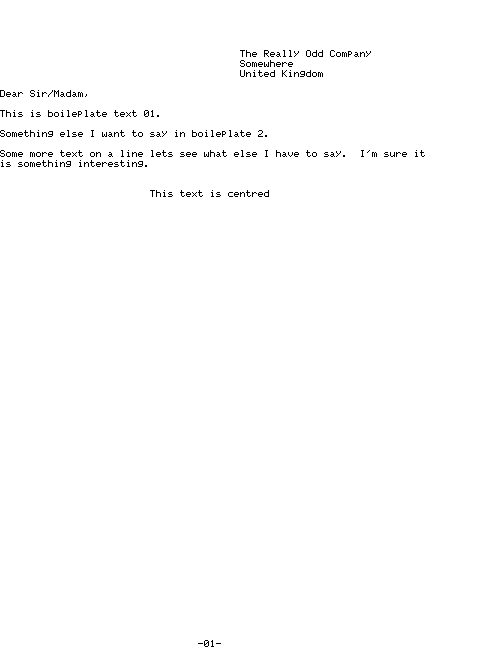 The Really Odd Company
Somewhere
United Kingdom
Dear Sir/Madam,
This is boilePlate text 01.
Something else I want to say in boilePlate 2.
Some more text on a line lets see what else I have to say.  I'm sure it
is something interesting.
This text is centred
-01-